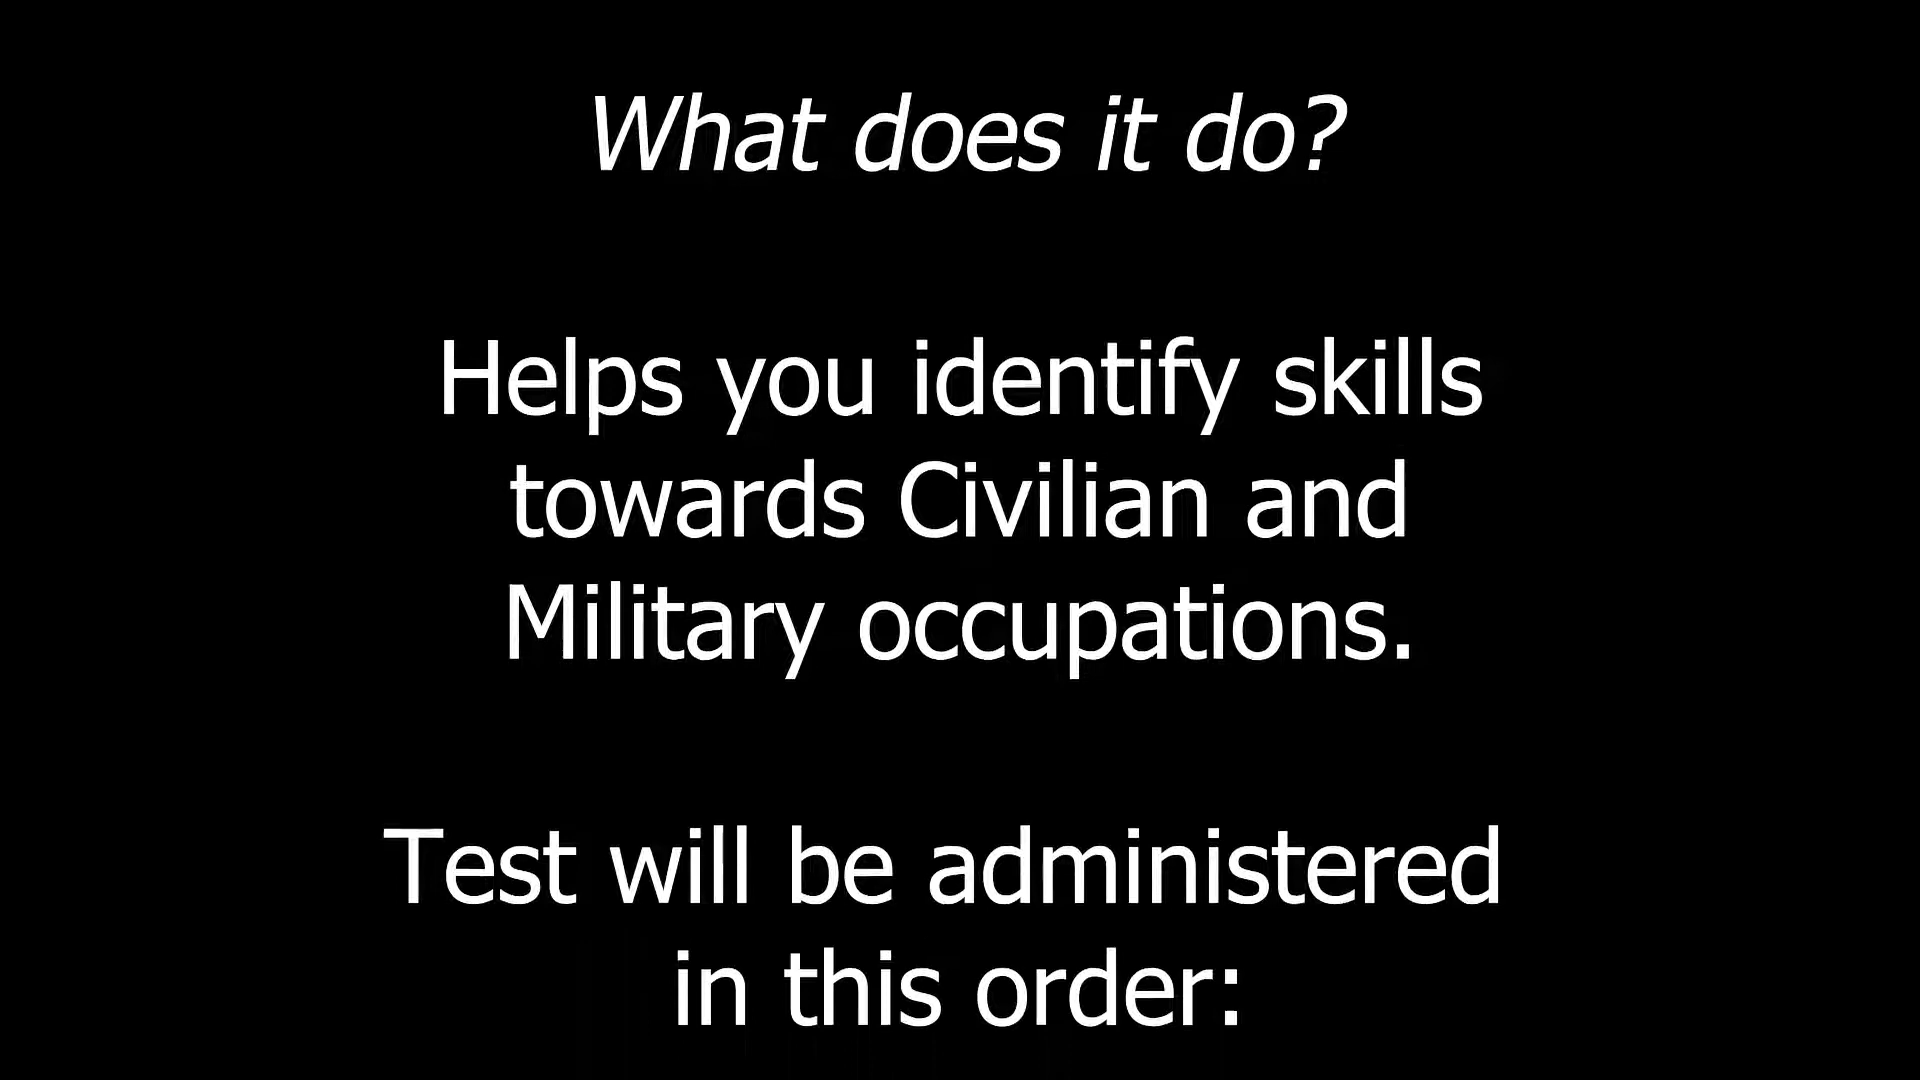 What does it do?
Helps you identify skills
towards Civilian and
Military occupations.
Test will be administered
in this order: